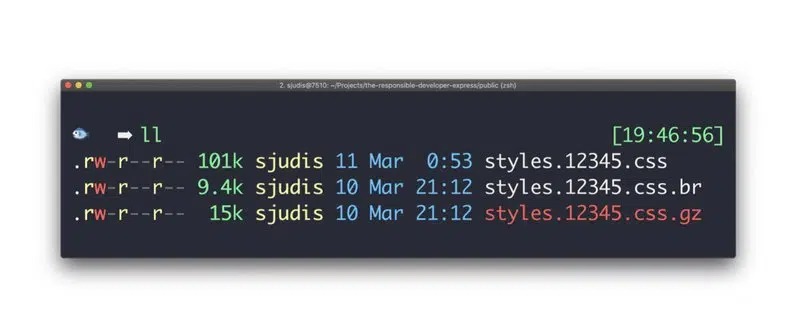 2. sjudis@7510: ~/Projects/the-responsible-developer-express/public (zsh)
🐟 ➡ ll [19:46:56]
.rw-r--r-- 101k sjudis 11 Mar 0:53 styles.12345.css
.rw-r--r-- 9.4k sjudis 10 Mar 21:12 styles.12345.css.br
.rw-r--r-- 15k sjudis 10 Mar 21:12 styles.12345.css.gz